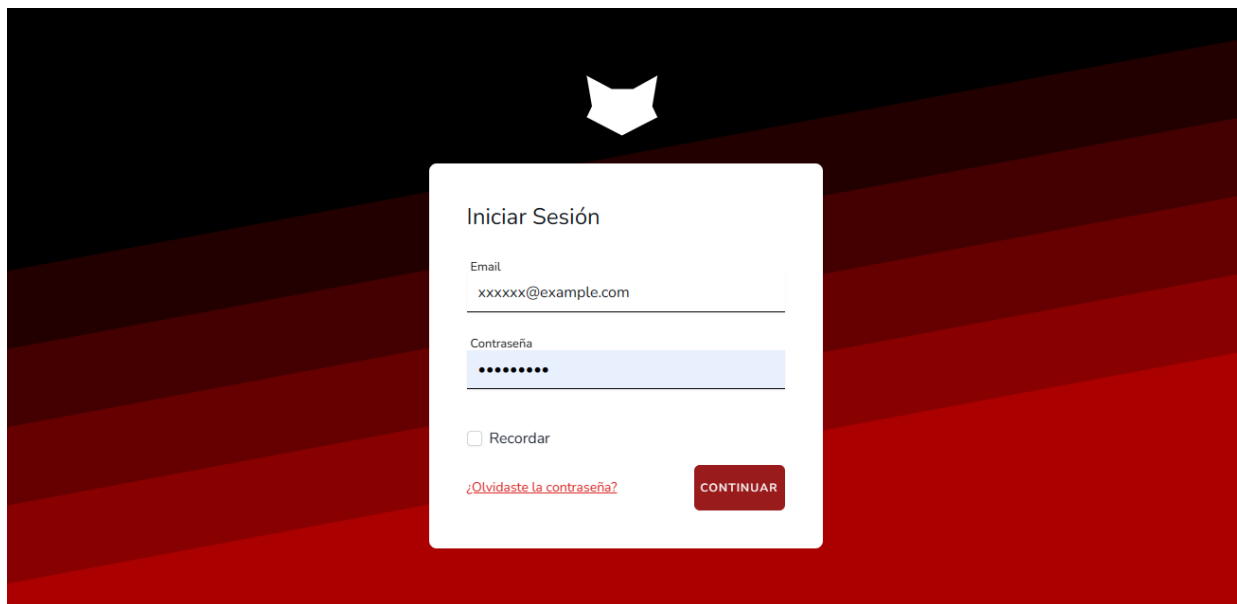 Iniciar Sesión
Email
xxxxxx@example.com
Contraseña
•••••••••
Recordar
¿Olvidaste la contraseña?
CONTINUAR